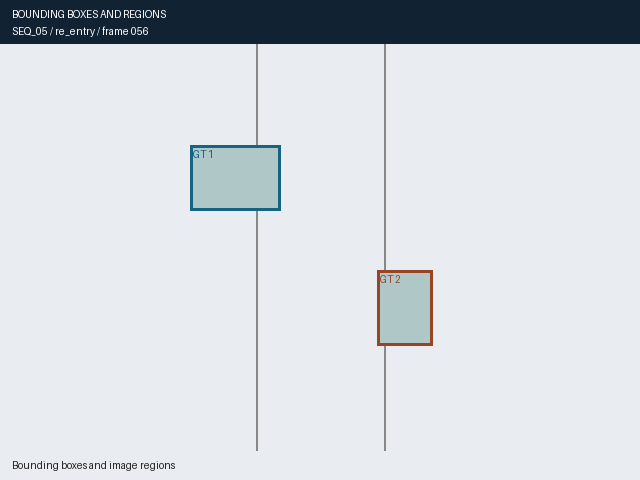 BOUNDING BOXES AND REGIONS
SEQ_05 / re_entry / frame 056
GT1
GT2
Bounding boxes and image regions